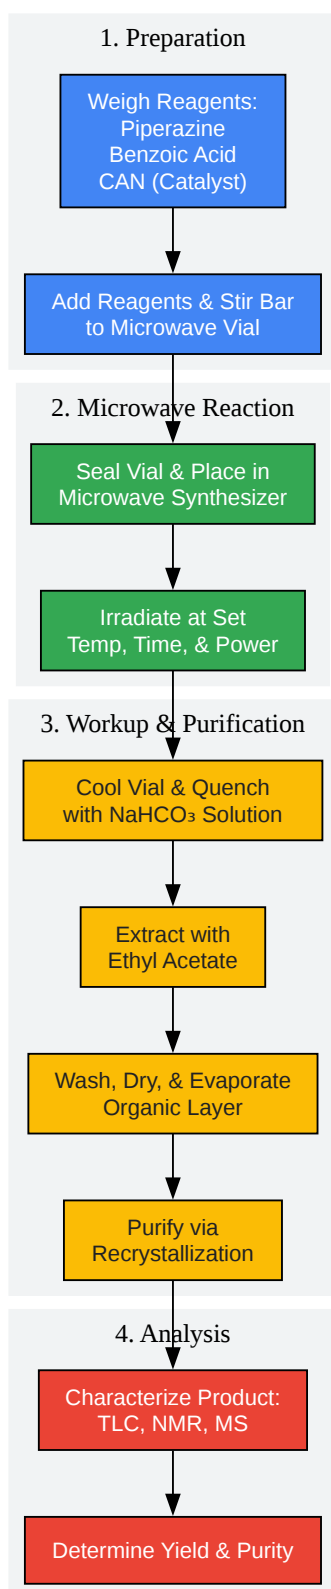 1. Preparation
Weigh Reagents:
Piperazine
Benzoic Acid
CAN (Catalyst)
Add Reagents & Stir Bar
to Microwave Vial
2. Microwave Reaction
Seal Vial & Place in
Microwave Synthesizer
Irradiate at Set
Temp, Time, & Power
3. Workup & Purification
Cool Vial & Quench
with NaHCO₃ Solution
Extract with
Ethyl Acetate
Wash, Dry, & Evaporate
Organic Layer
Purify via
Recrystallization
4. Analysis
Characterize Product:
TLC, NMR, MS
Determine Yield & Purity